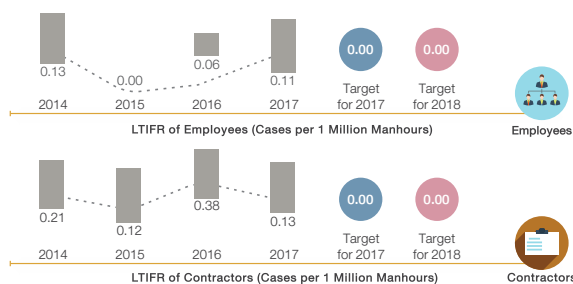 0.13
0.00
0.06
0.11
0.00
0.00
2014
2015
2016
2017
Target
for 2017
Target
for 2018
LTIFR of Employees (Cases per 1 Million Manhours)
Employees
0.21
0.12
0.38
0.13
0.00
0.00
2014
2015
2016
2017
Target
for 2017
Target
for 2018
LTIFR of Contractors (Cases per 1 Million Manhours)
Contractors